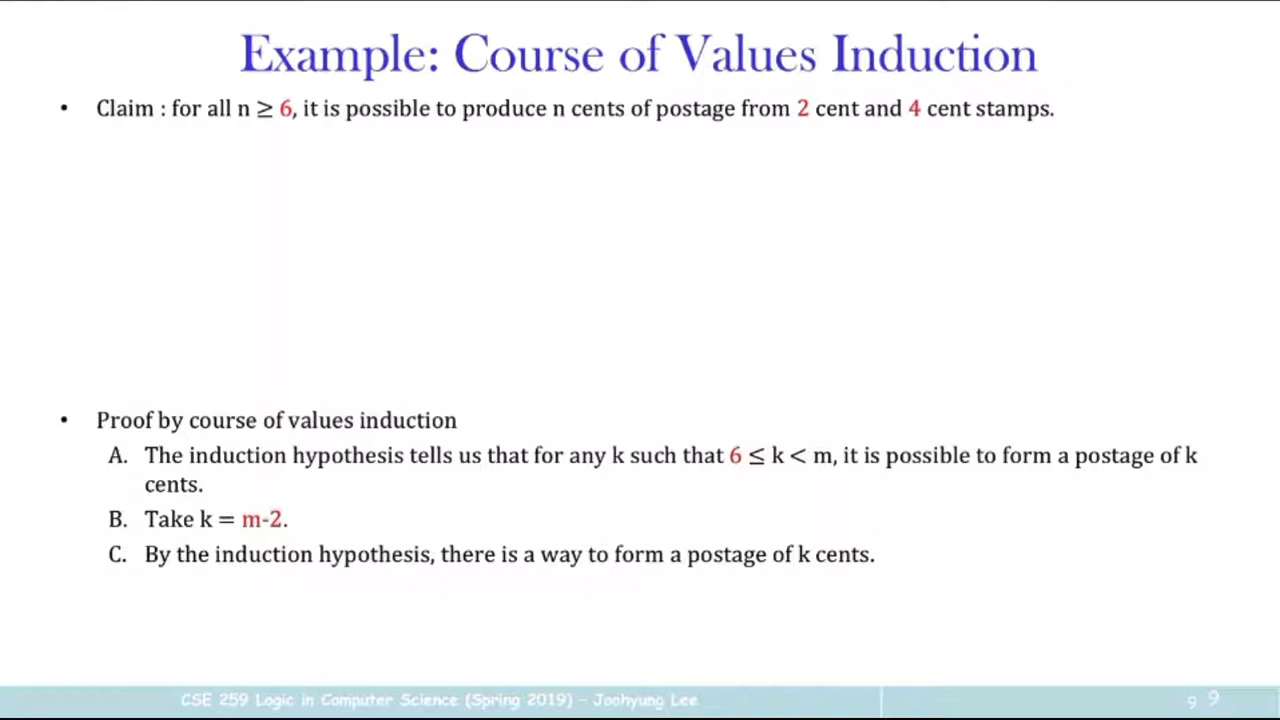 Example: Course of Values Induction
• Claim : for all n ≥ 6, it is possible to produce n cents of postage from 2 cent and 4 cent stamps.
• Proof by course of values induction
A. The induction hypothesis tells us that for any k such that 6 ≤ k < m, it is possible to form a postage of k
cents.
B. Take k = m-2.
C. By the induction hypothesis, there is a way to form a postage of k cents.
CSE 259 Logic in Computer Science (Spring 2019) – Joohyung Lee
9 9